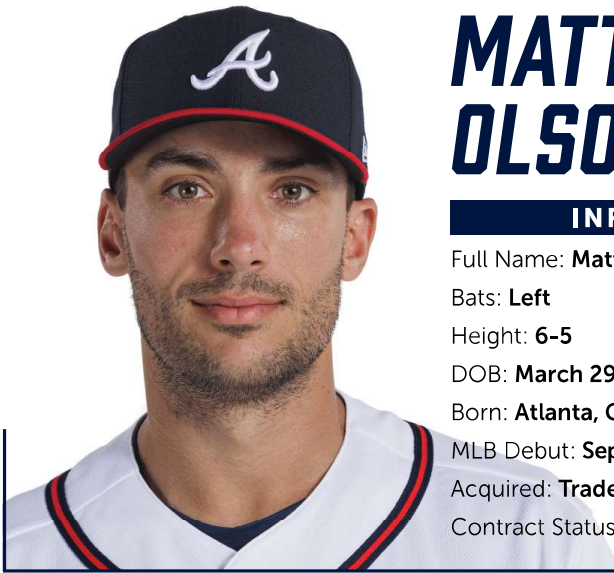 MATT
OLSO
INF
Full Name: Matt
Bats: Left
Height: 6-5
DOB: March 29
Born: Atlanta, G
MLB Debut: Sep
Acquired: Trade
Contract Status